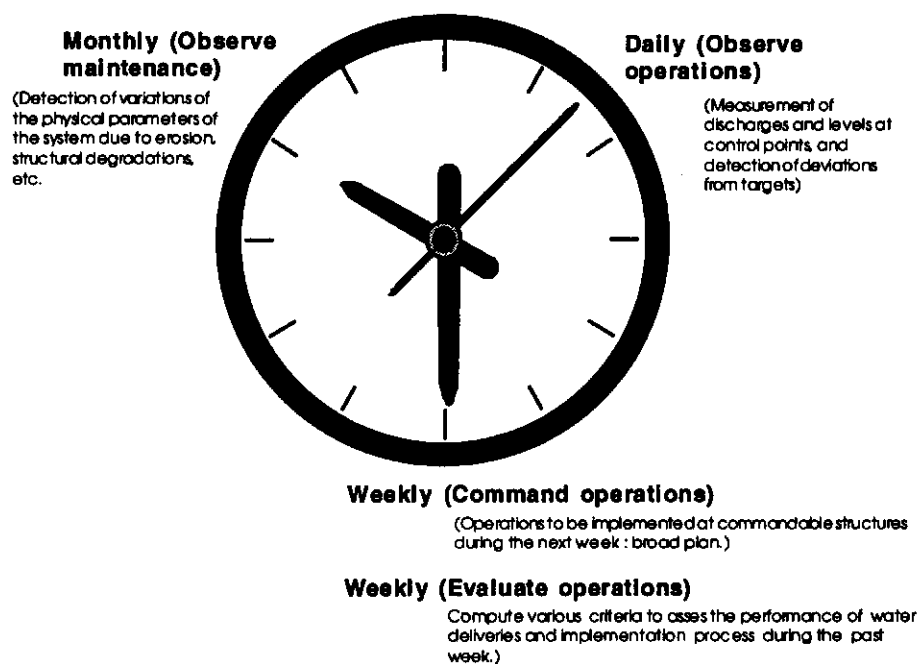 Monthly (Observe
maintenance)
(Detection of variations of
the physical parameters of
the system due to erosion,
structural degradations,
etc.
Daily (Observe
operations)
(Measurement of
discharges and levels at
control points, and
detection of deviations
from targets)
Weekly (Command operations)
(Operations to be implemented at commandable structures
during the next week : broad plan.)
Weekly (Evaluate operations)
Compute various criteria to asses the performance of water
deliveries and implementation process during the past
week.)